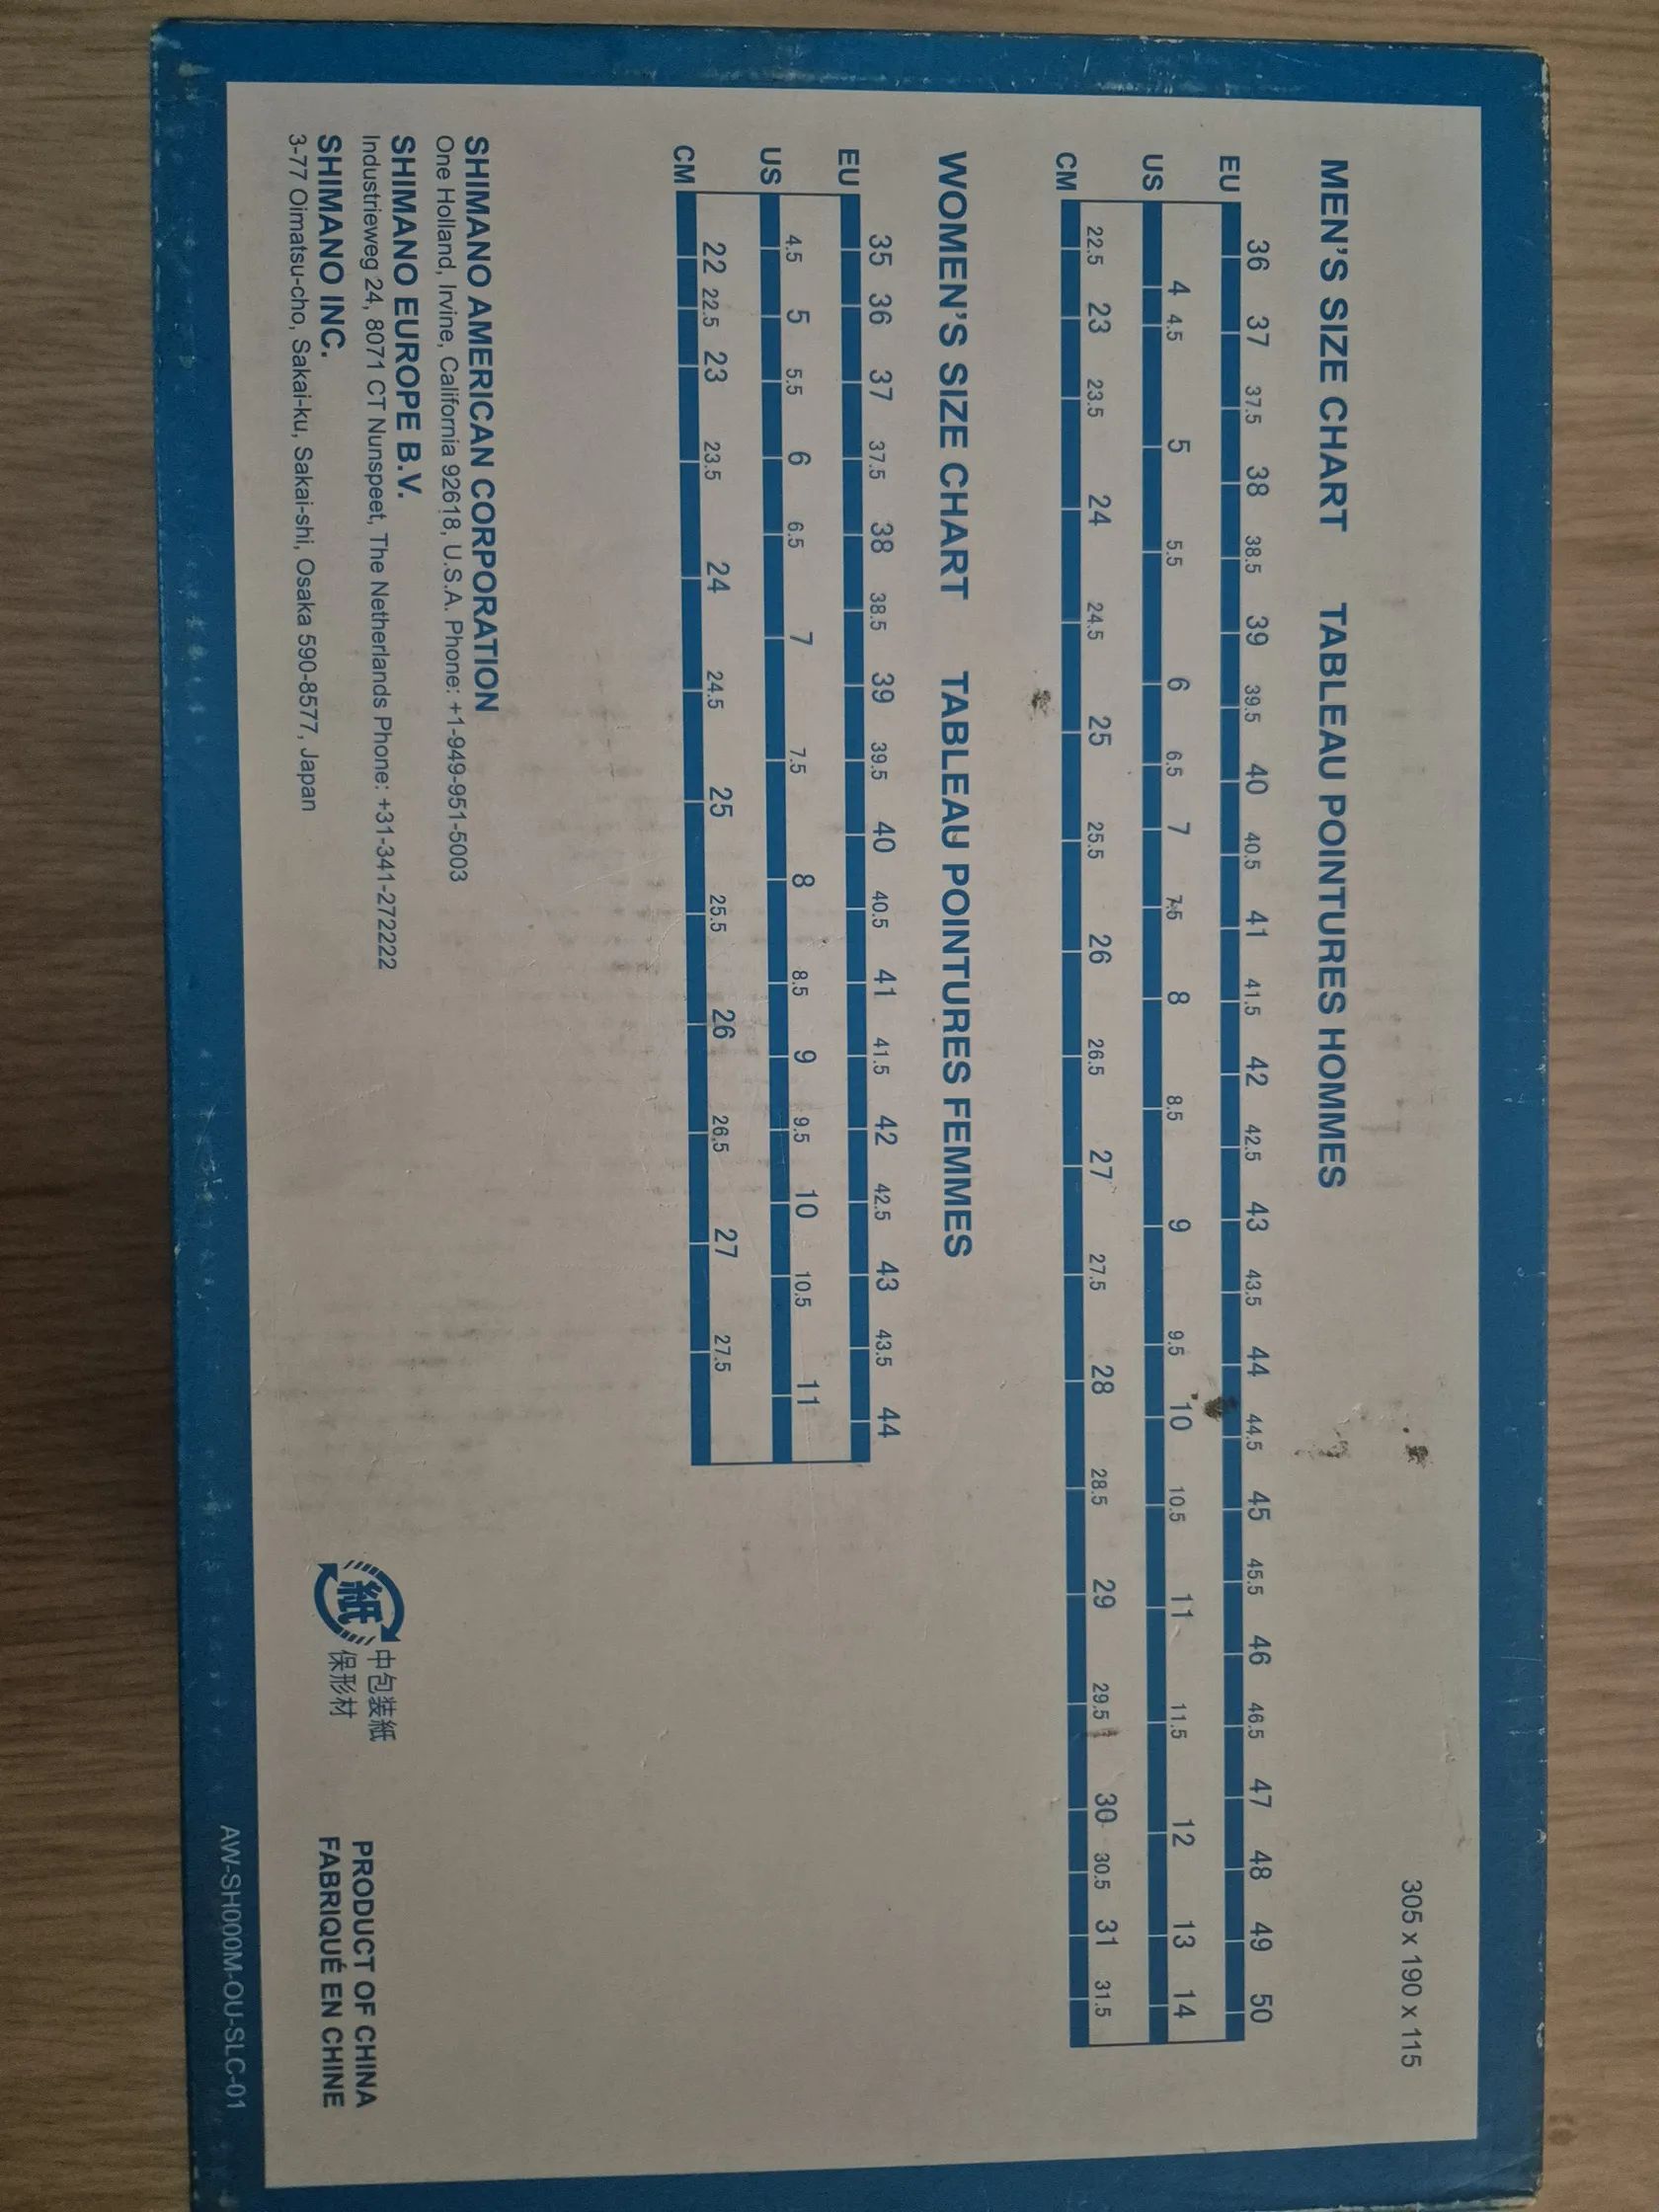 305 x 190 x 115
MEN'S SIZE CHART TABLEAU POINTURES HOMMES
EU 36 37 37.5 38 38.5 39 39.5 40 40.5 41 41.5 42 42.5 43 43.5 44 44.5 45 45.5 46 46.5 47 48 49 50
US 4 4.5 5 5.5 6 6.5 7 7.5 8 8.5 9 9.5 10 10.5 11 11.5 12 13 14
CM 22.5 23 23.5 24 24.5 25 25.5 26 26.5 27 27.5 28 28.5 29 29.5 30 30.5 31 31.5
WOMEN'S SIZE CHART TABLEAU POINTURES FEMMES
EU 35 36 37 37.5 38 38.5 39 39.5 40 40.5 41 41.5 42 42.5 43 43.5 44
US 4.5 5 5.5 6 6.5 7 7.5 8 8.5 9 9.5 10 10.5 11
CM 22 22.5 23 23.5 24 24.5 25 25.5 26 26.5 27 27.5
SHIMANO AMERICAN CORPORATION
One Holland, Irvine, California 92618, U.S.A. Phone: +1-949-951-5003
SHIMANO EUROPE B.V.
Industrieweg 24, 8071 CT Nunspeet, The Netherlands Phone: +31-341-272222
SHIMANO INC.
3-77 Oimatsu-cho, Sakai-ku, Sakai-shi, Osaka 590-8577, Japan
紙
中包装紙
保形材
PRODUCT OF CHINA
FABRIQUÉ EN CHINE
AW-SH000M-OU-SLC-01